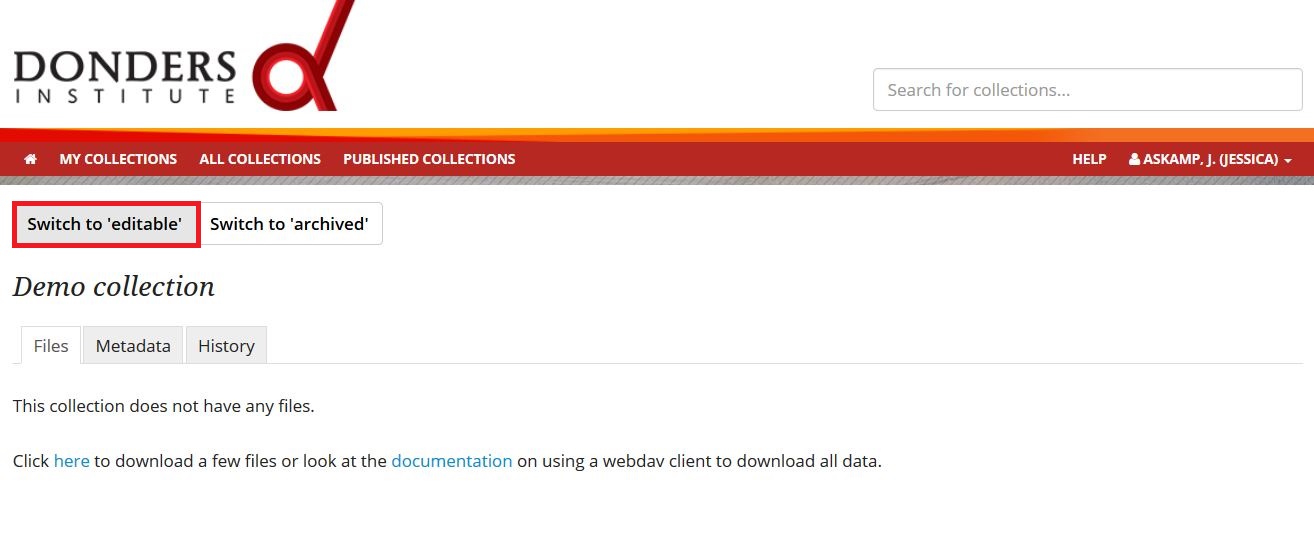 DONDERS
INSTITUTE
Search for collections...
MY COLLECTIONS ALL COLLECTIONS PUBLISHED COLLECTIONS HELP ASKAMP, J. (JESSICA)
Switch to 'editable' Switch to 'archived'
Demo collection
Files Metadata History
This collection does not have any files.
Click here to download a few files or look at the documentation on using a webdav client to download all data.